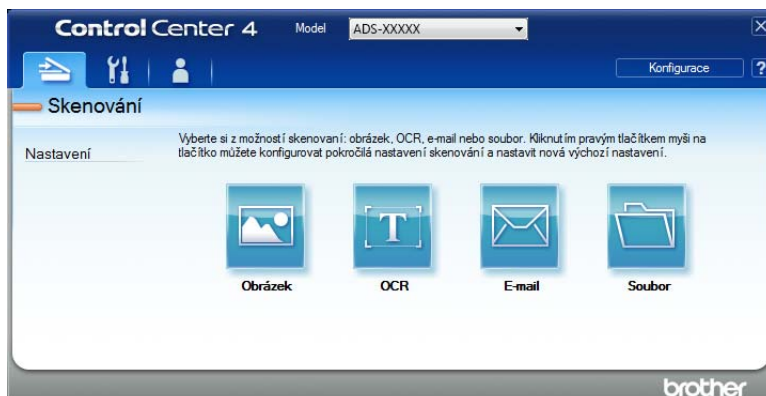 Control Center 4 Model ADS-XXXXX
Konfigurace ?
Skenování
Vyberte si z možností skenovaní: obrázek, OCR, e-mail nebo soubor. Kliknutím pravým tlačítkem myši na
Nastavení
tlačítko můžete konfigurovat pokročilá nastavení skenování a nastavit nová výchozí nastavení.
T
Obrázek OCR E-mail Soubor
brother